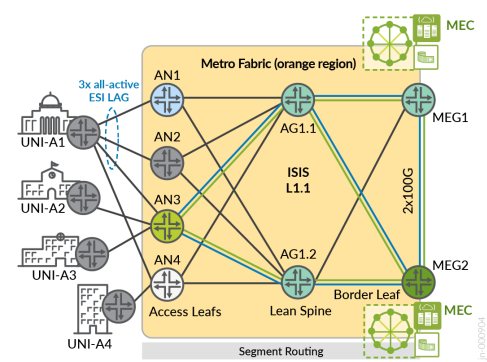 MEC
Metro Fabric (orange region)
3x all-active
ESI LAG
AN1
UNI-A1
AG1.1
MEG1
AN2
ISIS
L1.1
2x100G
UNI-A2
AN3
UNI-A3
AG1.2
MEG2
AN4
Border Leaf
UNI-A4
Access Leafs
Lean Spine
MEC
Segment Routing
jn-000904